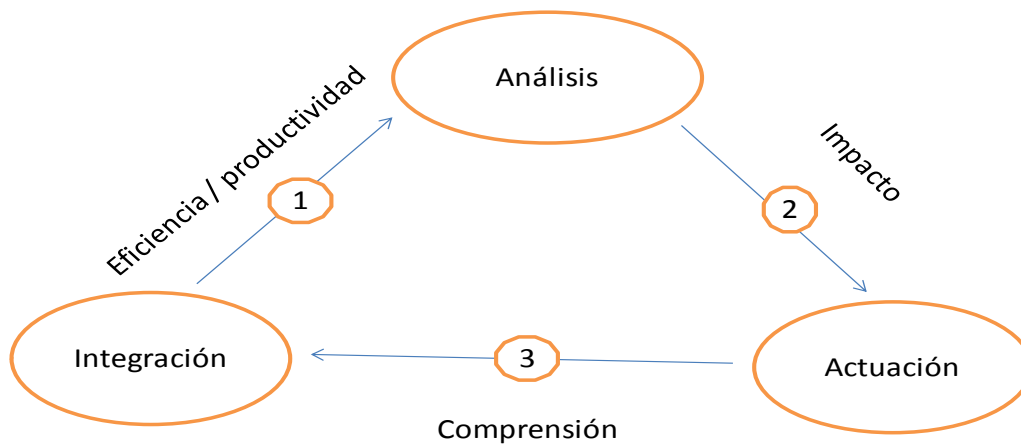 Análisis
Eficiencia / productividad
Impacto
1
2
Integración
3
Actuación
Comprensión